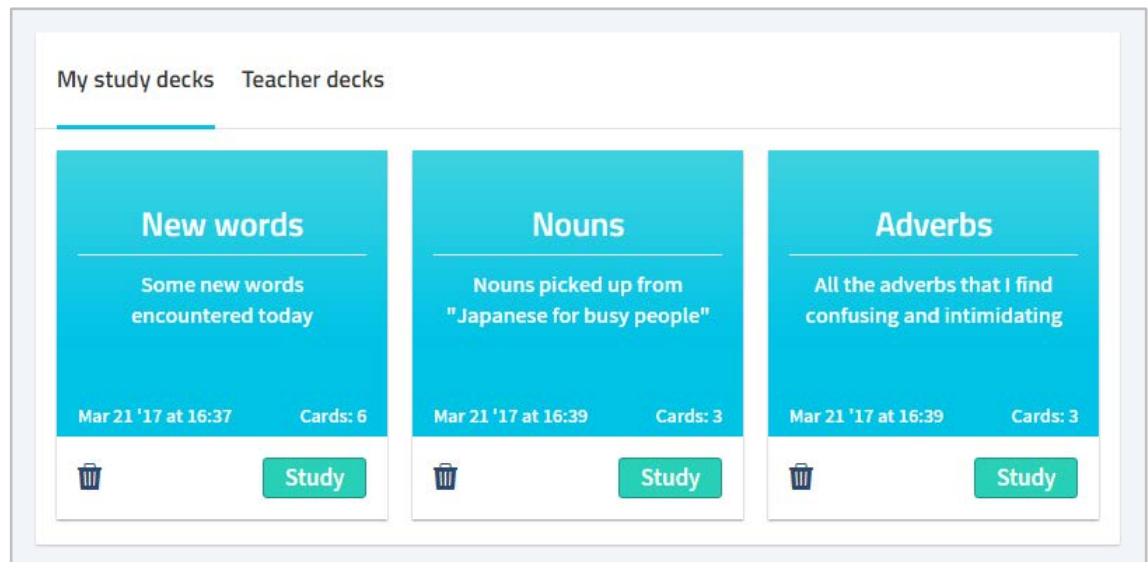 My study decks Teacher decks
New words
Some new words
encountered today
Mar 21 '17 at 16:37 Cards: 6
Study
Nouns
Nouns picked up from
"Japanese for busy people"
Mar 21 '17 at 16:39 Cards: 3
Study
Adverbs
All the adverbs that I find
confusing and intimidating
Mar 21 '17 at 16:39 Cards: 3
Study